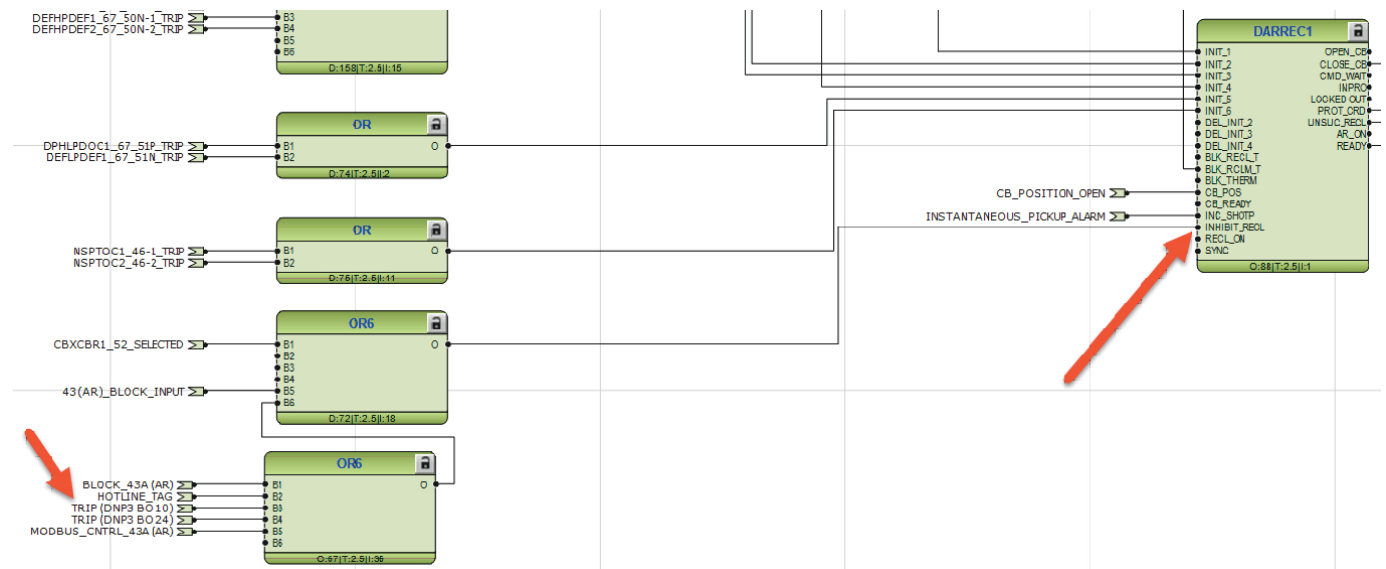 DEFHPDEF1_67_50N-1_TRIP
DEFHPDEF2_67_50N-2_TRIP
B3
B4
B5
B6
D:158|T:2.5|I:15
OR
DPHLPDOC1_67_51P_TRIP
DEFLPDEF1_67_51N_TRIP
B1
B2
O
D:74|T:2.5|I:2
OR
NSPTOC1_46-1_TRIP
NSPTOC2_46-2_TRIP
B1
B2
O
D:75|T:2.5|I:11
OR6
CBXCBR1_52_SELECTED
43(AR)_BLOCK_INPUT
B1
B2
B3
B4
B5
B6
O
D:72|T:2.5|I:18
OR6
BLOCK_43A (AR)
HOTLINE_TAG
TRIP (DNP3 BO10)
TRIP (DNP3 BO24)
MODBUS_CNTRL_43A (AR)
B1
B2
B3
B4
B5
B6
O
O:67|T:2.5|I:36
DARREC1
CB_POSITION_OPEN
INSTANTANEOUS_PICKUP_ALARM
INIT_1
INIT_2
INIT_3
INIT_4
INIT_5
INIT_6
DEL_INIT_2
DEL_INIT_3
DEL_INIT_4
BLK_RECL_T
BLK_RCLM_T
BLK_THERM
CB_POS
CB_READY
INC_SHOTP
INHIBIT_RECL
RECL_ON
SYNC
OPEN_CB
CLOSE_CB
CMD_WAIT
INPRO
LOCKED OUT
PROT_CRD
UNSUC_RECL
AR_ON
READY
O:88|T:2.5|I:1